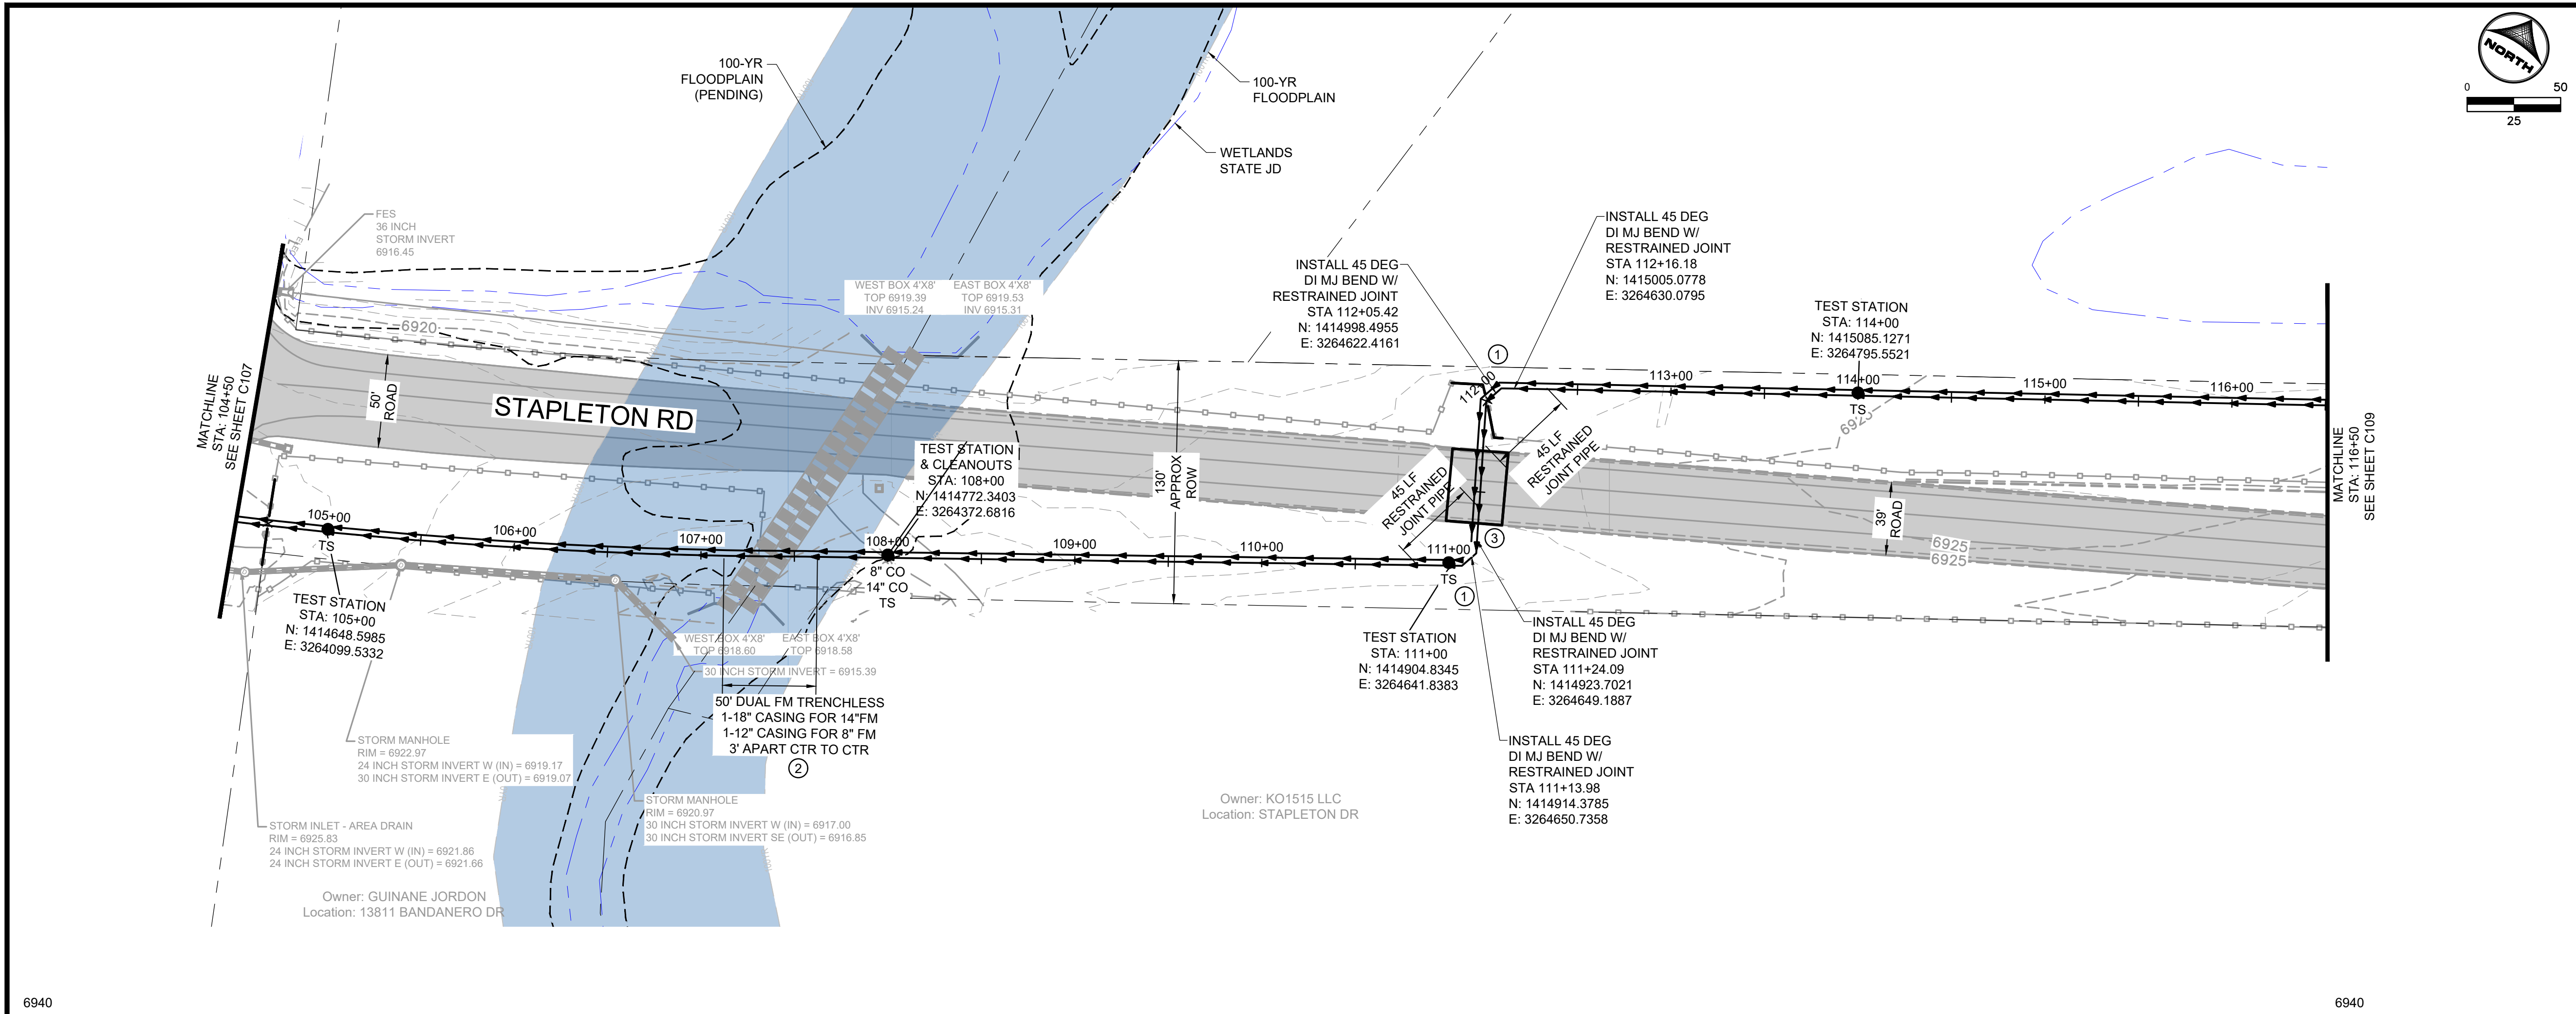 NORTH
0
50
25
100-YR
FLOODPLAIN
(PENDING)
100-YR
FLOODPLAIN
WETLANDS
STATE JD
FES
36 INCH
STORM INVERT
6916.45
WEST BOX 4'X8'
TOP 6919.39
INV 6915.24
EAST BOX 4'X8'
TOP 6919.53
INV 6915.31
INSTALL 45 DEG
DI MJ BEND W/
RESTRAINED JOINT
STA 112+05.42
N: 1414998.4955
E: 3264622.4161
INSTALL 45 DEG
DI MJ BEND W/
RESTRAINED JOINT
STA 112+16.18
N: 1415005.0778
E: 3264630.0795
TEST STATION
STA: 114+00
N: 1415085.1271
E: 3264795.5521
1
6920
MATCHLINE
STA: 104+50
SEE SHEET C107
50'
ROAD
STAPLETON RD
TEST STATION
& CLEANOUTS
STA: 108+00
N: 1414772.3403
E: 3264372.6816
130'
APPROX
ROW
112+00
113+00
114+00
115+00
116+00
TS
6925
45 LF
RESTRAINED
JOINT PIPE
45 LF
RESTRAINED
JOINT PIPE
39'
ROAD
MATCHLINE
STA: 116+50
SEE SHEET C109
105+00
106+00
107+00
108+00
109+00
110+00
111+00
3
6925
6925
TS
8" CO
14" CO
TS
TS
1
TEST STATION
STA: 105+00
N: 1414648.5985
E: 3264099.5332
WEST BOX 4'X8'
TOP 6918.60
EAST BOX 4'X8'
TOP 6918.58
30 INCH STORM INVERT = 6915.39
50' DUAL FM TRENCHLESS
1-18" CASING FOR 14"FM
1-12" CASING FOR 8" FM
3' APART CTR TO CTR
2
TEST STATION
STA: 111+00
N: 1414904.8345
E: 3264641.8383
INSTALL 45 DEG
DI MJ BEND W/
RESTRAINED JOINT
STA 111+24.09
N: 1414923.7021
E: 3264649.1887
INSTALL 45 DEG
DI MJ BEND W/
RESTRAINED JOINT
STA 111+13.98
N: 1414914.3785
E: 3264650.7358
STORM MANHOLE
RIM = 6922.97
24 INCH STORM INVERT W (IN) = 6919.17
30 INCH STORM INVERT E (OUT) = 6919.07
STORM MANHOLE
RIM = 6920.97
30 INCH STORM INVERT W (IN) = 6917.00
30 INCH STORM INVERT SE (OUT) = 6916.85
STORM INLET - AREA DRAIN
RIM = 6925.83
24 INCH STORM INVERT W (IN) = 6921.86
24 INCH STORM INVERT E (OUT) = 6921.66
Owner: KO1515 LLC
Location: STAPLETON DR
Owner: GUINANE JORDON
Location: 13811 BANDANERO DR
6940
6940